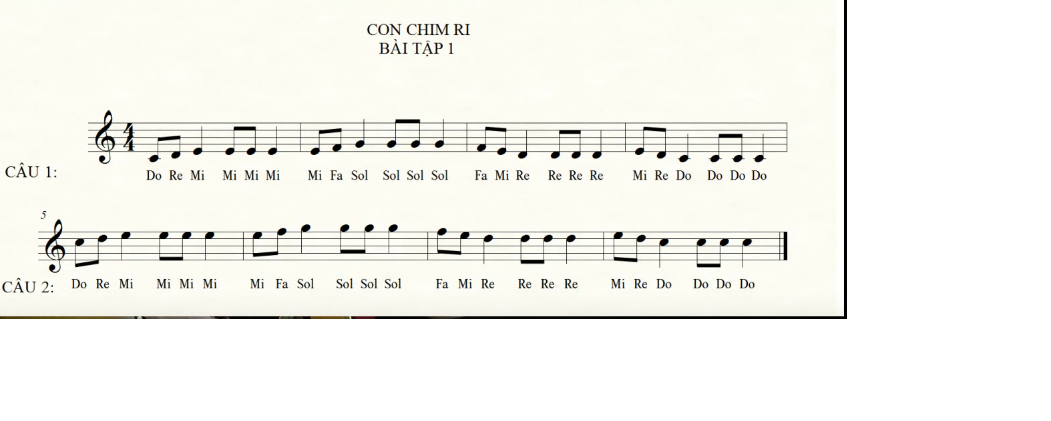 CON CHIM RI
BÀI TẬP 1
4
4
CÂU 1:
Do Re Mi Mi Mi Mi Mi Fa Sol Sol Sol Sol Fa Mi Re Re Re Re Mi Re Do Do Do Do
5
CÂU 2:
Do Re Mi Mi Mi Mi Mi Fa Sol Sol Sol Sol Fa Mi Re Re Re Re Mi Re Do Do Do Do